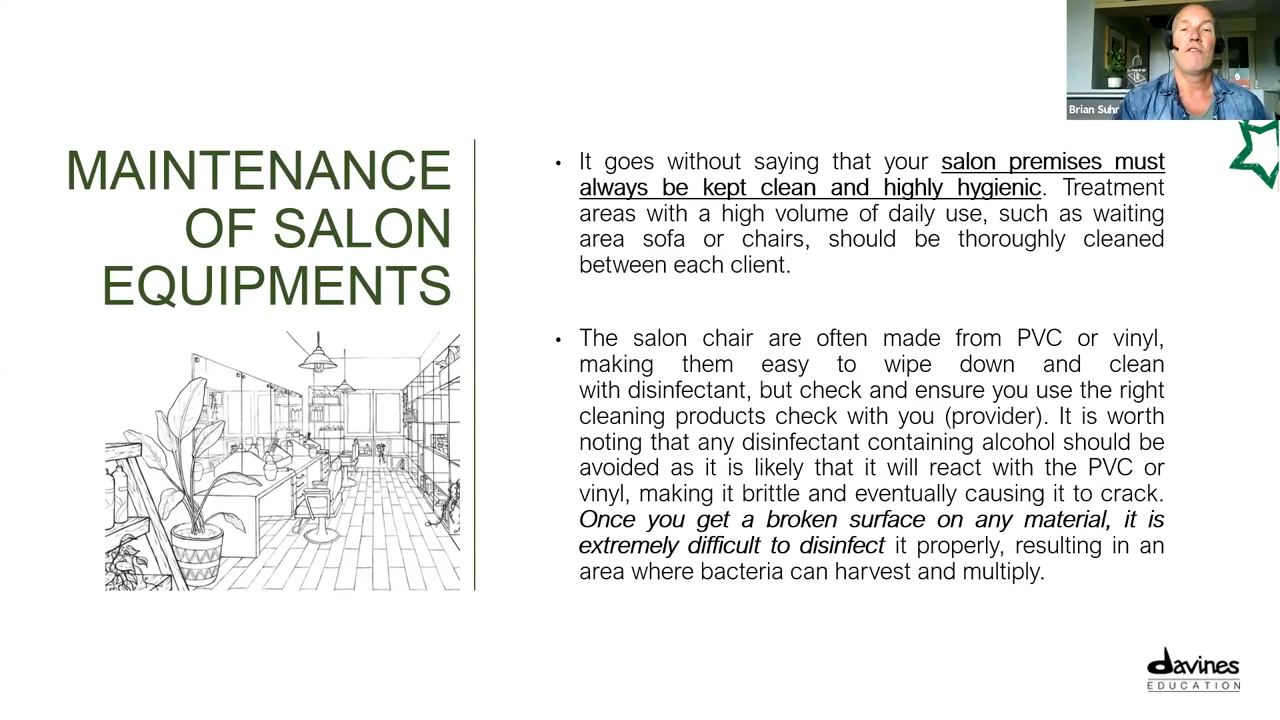 Brian Suhr
MAINTENANCE
OF SALON
EQUIPMENTS
• It goes without saying that your salon premises must
always be kept clean and highly hygienic. Treatment
areas with a high volume of daily use, such as waiting
area sofa or chairs, should be thoroughly cleaned
between each client.
• The salon chair are often made from PVC or vinyl,
making them easy to wipe down and clean
with disinfectant, but check and ensure you use the right
cleaning products check with you (provider). It is worth
noting that any disinfectant containing alcohol should be
avoided as it is likely that it will react with the PVC or
vinyl, making it brittle and eventually causing it to crack.
Once you get a broken surface on any material, it is
extremely difficult to disinfect it properly, resulting in an
area where bacteria can harvest and multiply.
davines
EDUCATION